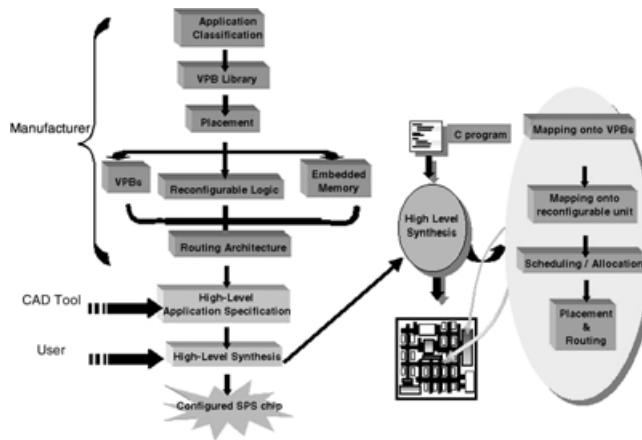 Application
Classification
VPB Library
Placement
Manufacturer
VPBs
Reconfigurable Logic
Embedded
Memory
Routing Architecture
CAD Tool
High-Level
Application Specification
User
High-Level Synthesis
Configured SPS chip
C program
High Level
Synthesis
Mapping onto VPBs
Mapping onto
reconfigurable unit
Scheduling / Allocation
Placement
&
Routing